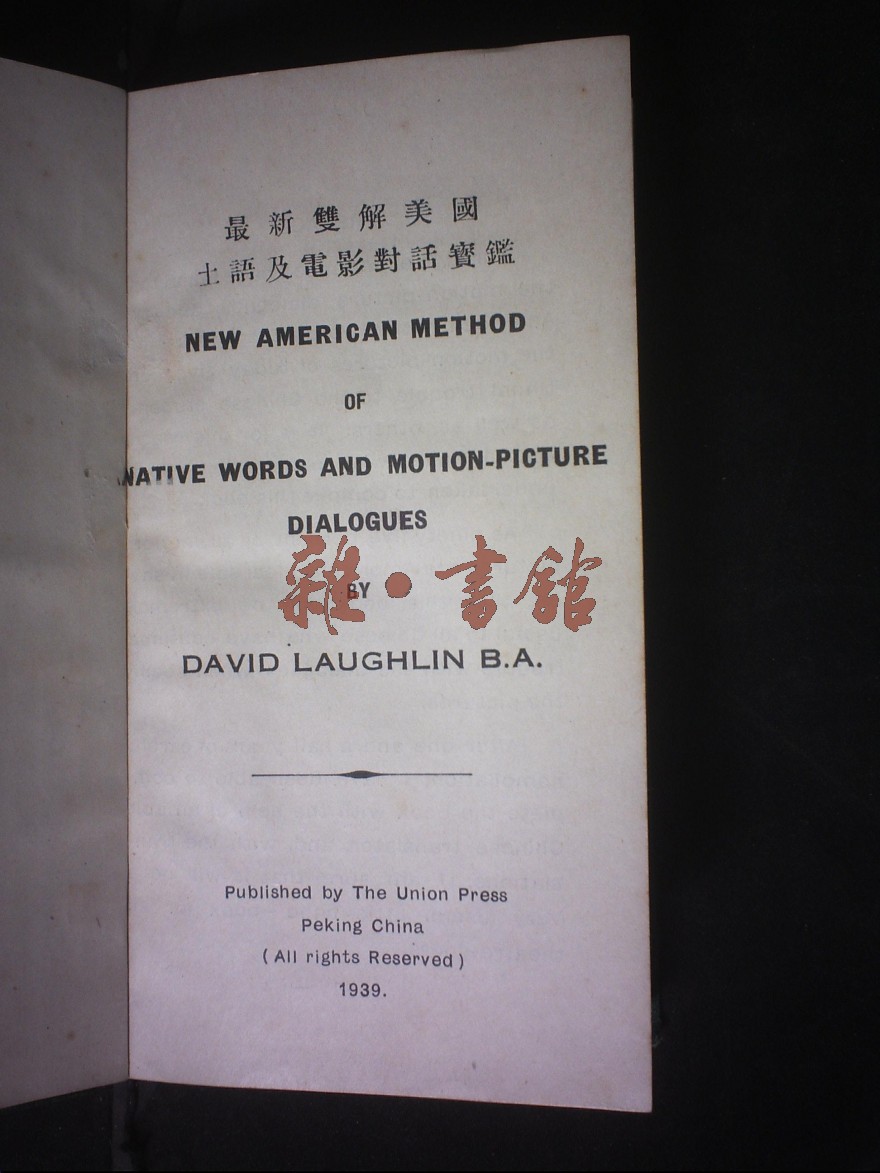 最新雙解美國
土語及電影對話寶鑑
NEW AMERICAN METHOD
OF
NATIVE WORDS AND MOTION-PICTURE
DIALOGUES
BY
雜·書館
DAVID LAUGHLIN B.A.
Published by The Union Press
Peking China
(All rights Reserved)
1939.